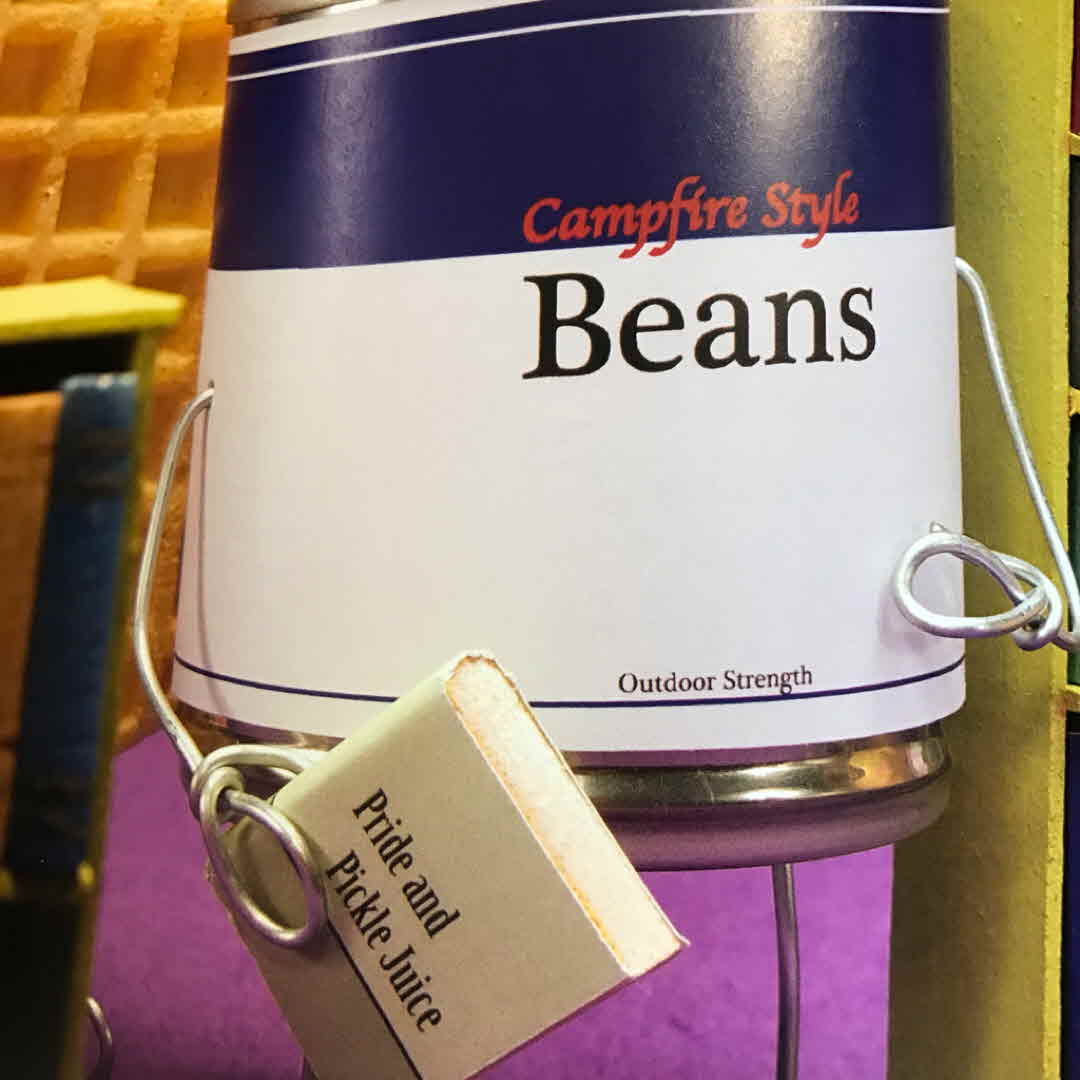 Campfire Style
Beans
Outdoor Strength
Pride and
Pickle Juice